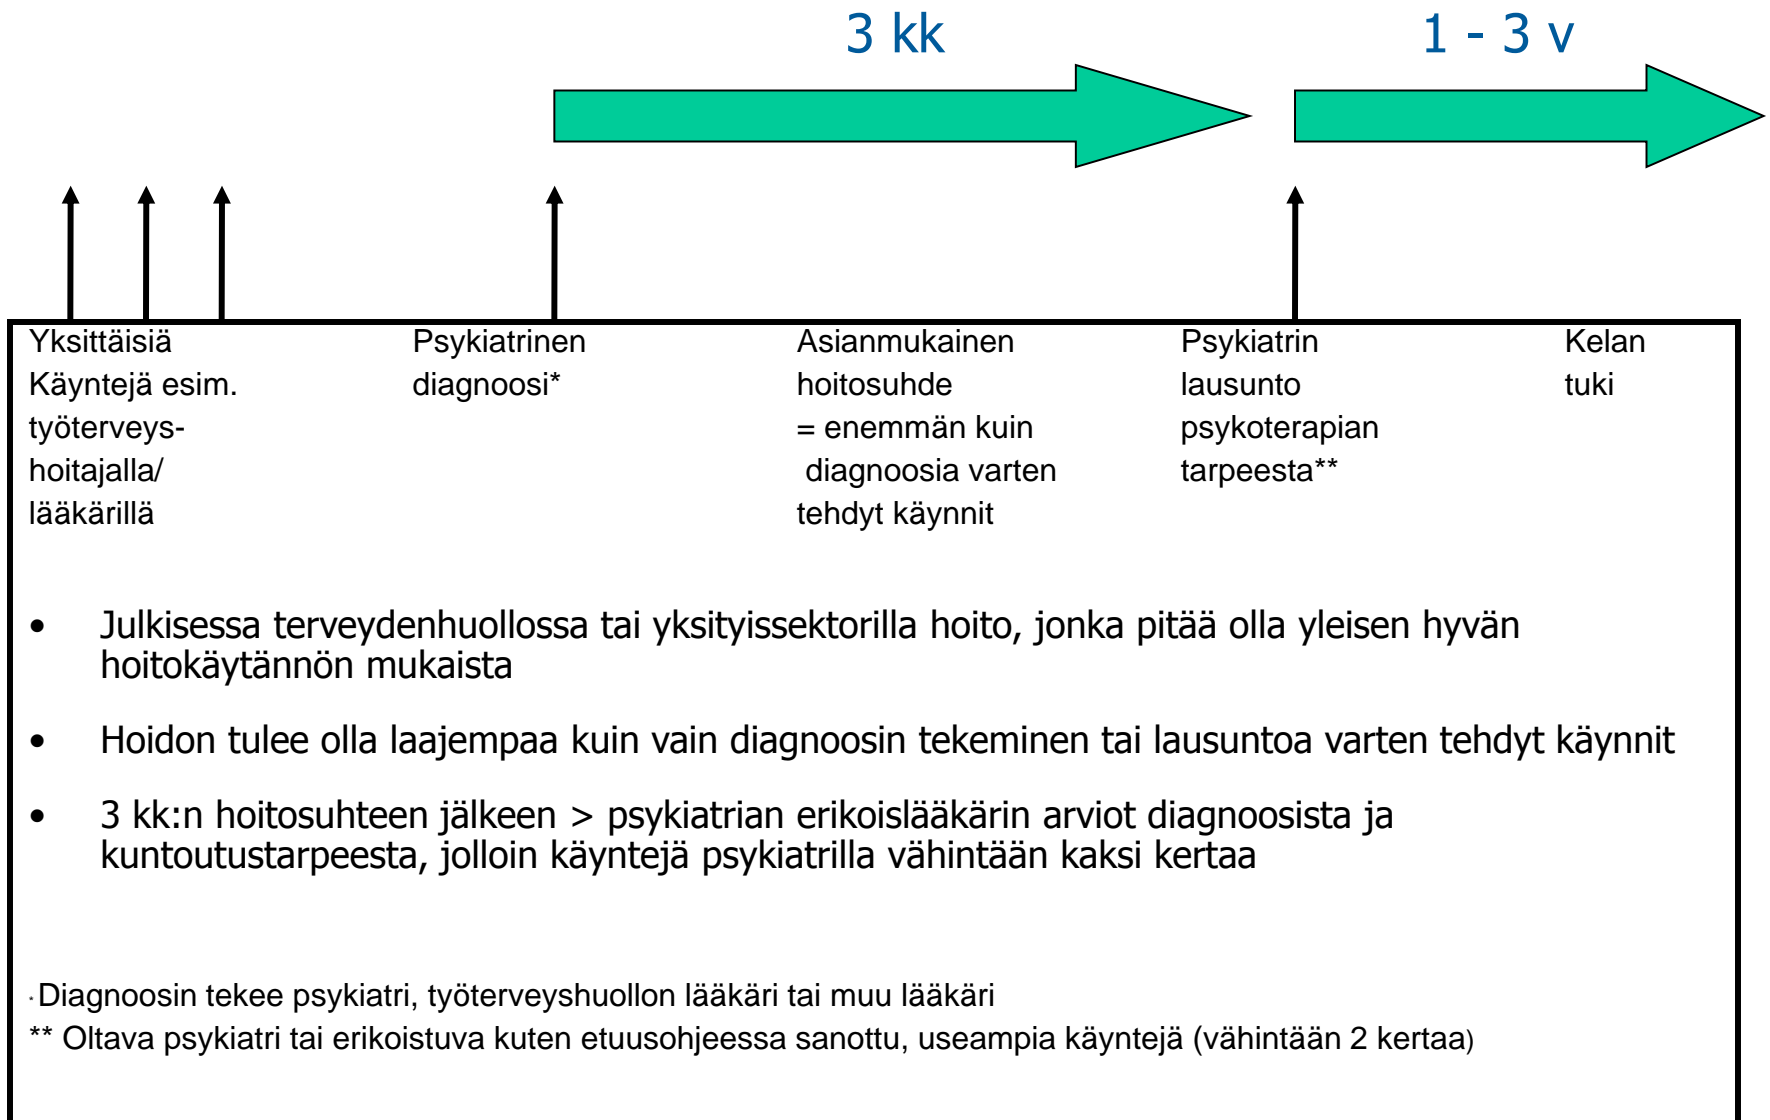 3 kk
1 - 3 v
Yksittäisiä
Käyntejä esim.
työterveys-
hoitajalla/
lääkärillä
Psykiatrinen
diagnoosi*
Asianmukainen
hoitosuhde
= enemmän kuin
diagnoosia varten
tehdyt käynnit
Psykiatrin
lausunto
psykoterapian
tarpeesta**
Kelan
tuki
• Julkisessa terveydenhuollossa tai yksityissektorilla hoito, jonka pitää olla yleisen hyvän
hoitokäytännön mukaista
• Hoidon tulee olla laajempaa kuin vain diagnoosin tekeminen tai lausuntoa varten tehdyt käynnit
• 3 kk:n hoitosuhteen jälkeen > psykiatrian erikoislääkärin arviot diagnoosista ja
kuntoutustarpeesta, jolloin käyntejä psykiatrilla vähintään kaksi kertaa
* Diagnoosin tekee psykiatri, työterveyshuollon lääkäri tai muu lääkäri
** Oltava psykiatri tai erikoistuva kuten etuusohjeessa sanottu, useampia käyntejä (vähintään 2 kertaa)